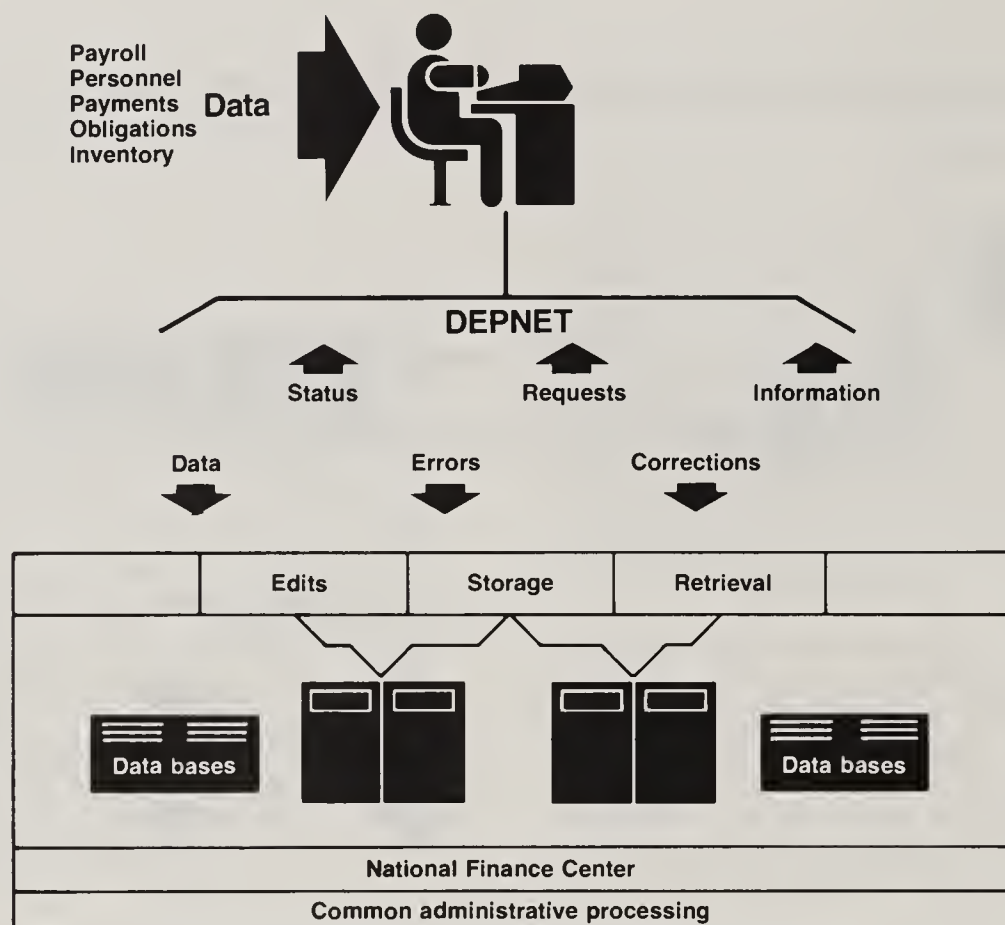 Payroll
Personnel
Payments
Obligations
Inventory
Data
DEPNET
Status Requests Information
Data Errors Corrections
Edits Storage Retrieval
Data bases Data bases
National Finance Center
Common administrative processing